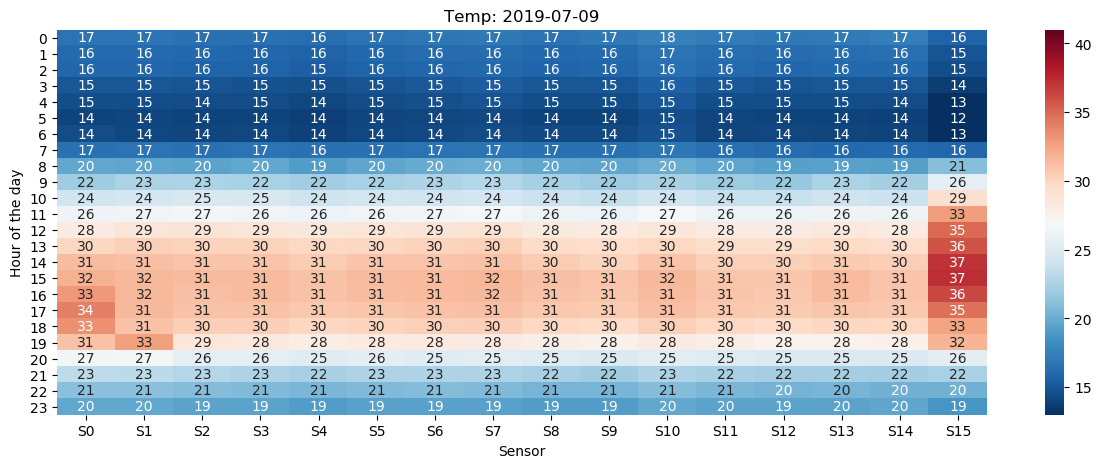 Temp: 2019-07-09
Hour of the day
0 17 17 17 17 16 17 17 17 17 17 18 17 17 17 17 16
1 16 16 16 16 16 16 16 16 16 16 17 16 16 16 16 15
2 16 16 16 16 15 16 16 16 16 16 16 16 16 16 16 15
3 15 15 15 15 15 15 15 15 15 15 16 15 15 15 15 14
4 15 15 14 15 14 15 15 15 15 15 15 15 15 15 14 13
5 14 14 14 14 14 14 14 14 14 14 15 14 14 14 14 12
6 14 14 14 14 14 14 14 14 14 14 15 14 14 14 14 13
7 17 17 17 17 16 17 17 17 17 17 17 16 16 16 16 16
8 20 20 20 20 19 20 20 20 20 20 20 20 19 19 19 21
9 22 23 23 22 22 22 23 23 22 22 22 22 22 23 22 26
10 24 24 25 25 24 24 24 24 24 24 24 24 24 24 24 29
11 26 27 27 26 26 26 27 27 26 26 27 26 26 26 26 33
12 28 29 29 29 29 29 29 29 28 28 29 28 28 29 28 35
13 30 30 30 30 30 30 30 30 30 30 30 29 29 30 30 36
14 31 31 31 31 31 31 31 31 30 30 31 30 30 31 30 37
15 32 32 31 31 31 31 31 32 31 31 32 31 31 31 31 37
16 33 32 31 31 31 31 31 32 31 31 31 31 31 31 31 36
17 34 31 31 31 31 31 31 31 31 31 31 31 31 31 31 35
18 33 31 30 30 30 30 30 30 30 30 30 30 30 30 30 33
19 31 33 29 28 28 28 28 28 28 28 28 28 28 28 28 32
20 27 27 26 26 25 26 25 25 25 25 25 25 25 25 25 26
21 23 23 23 23 22 23 23 23 22 22 23 22 22 22 22 22
22 21 21 21 21 21 21 21 21 21 21 21 21 20 20 20 20
23 20 20 19 19 19 19 19 19 19 19 20 20 19 20 20 19
S0 S1 S2 S3 S4 S5 S6 S7 S8 S9 S10 S11 S12 S13 S14 S15
Sensor
40
35
30
25
20
15